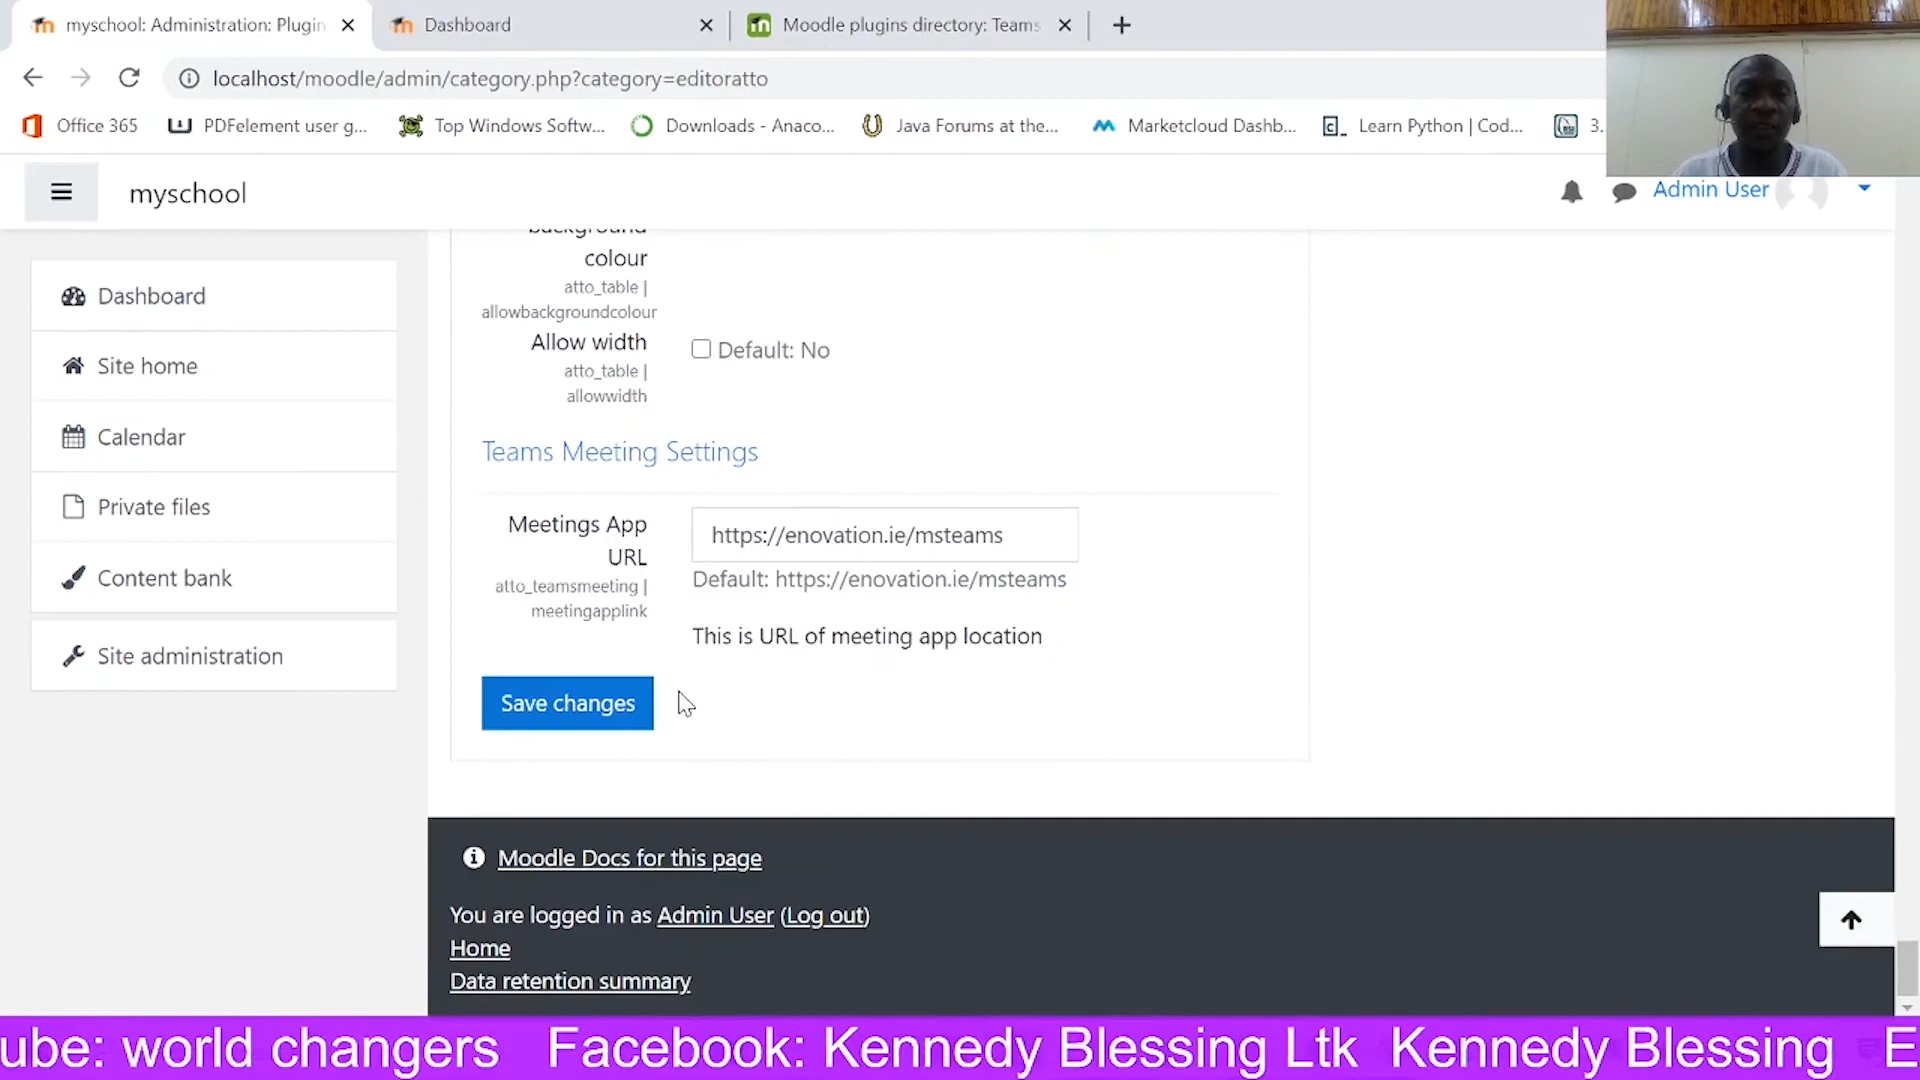 myschool: Administration: Plugin
Dashboard
Moodle plugins directory: Teams
localhost/moodle/admin/category.php?category=editoratto
Office 365
PDFelement user g...
Top Windows Softw...
Downloads - Anaco...
Java Forums at the...
Marketcloud Dashb...
Learn Python | Cod...
3.
myschool
Admin User
Dashboard
Site home
Calendar
Private files
Content bank
Site administration
background
colour
atto_table |
allowbackgroundcolour
Allow width
atto_table |
allowwidth
Default: No
Teams Meeting Settings
Meetings App
URL
atto_teamsmeeting |
meetingapplink
https://enovation.ie/msteams
Default: https://enovation.ie/msteams
This is URL of meeting app location
Save changes
Moodle Docs for this page
You are logged in as Admin User (Log out)
Home
Data retention summary
ube: world changers Facebook: Kennedy Blessing Ltk Kennedy Blessing E